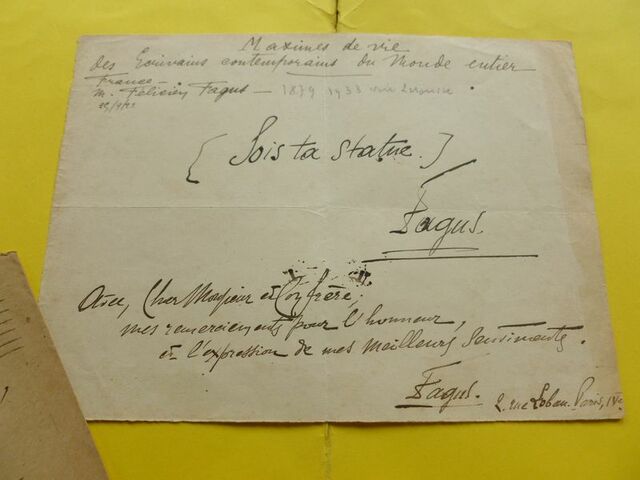 Maximes de vie
des Ecrivains contemporains du Monde entier
France –
M. Félicien Fagus – 1879 1933 voir Larousse
[ Sois ta statue. ]
Fagus.
Avec, Cher Monsieur et Confrère,
mes remerciements pour l'honneur,
et l'expression de mes meilleurs sentiments.
Fagus.
2. rue Lobau. Paris, IVe